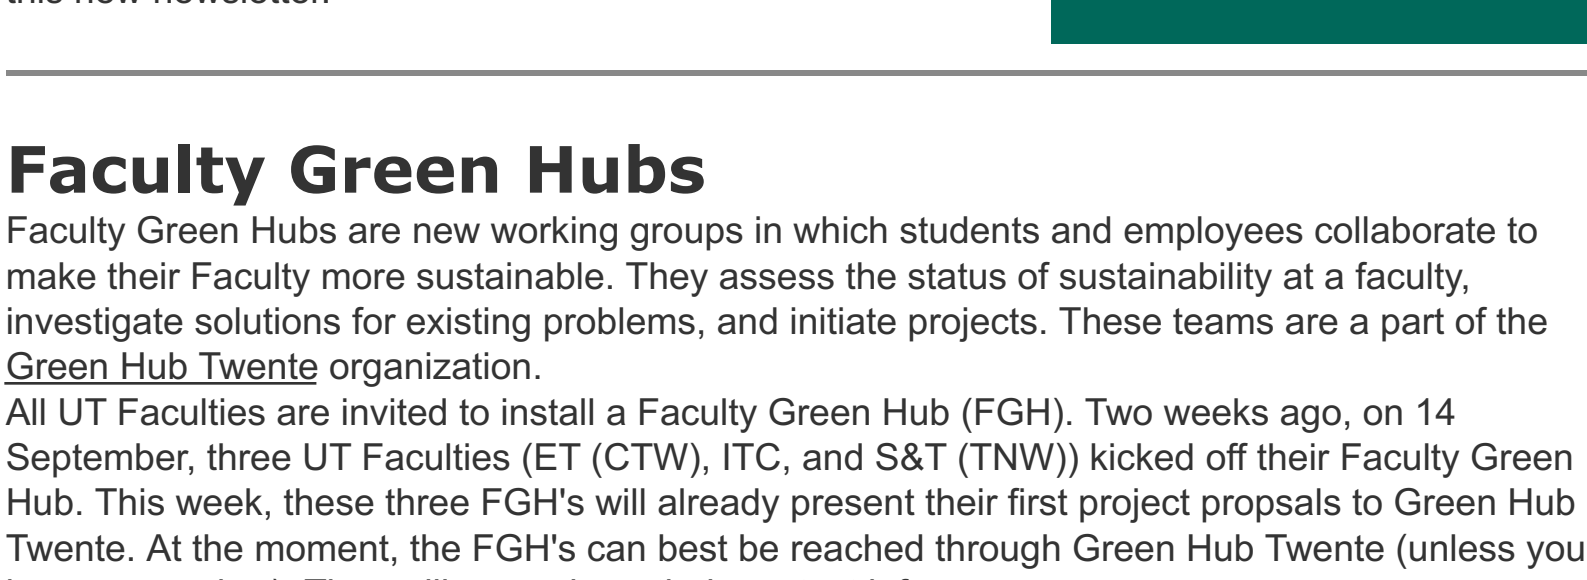 this new newsletter.
Faculty Green Hubs
Faculty Green Hubs are new working groups in which students and employees collaborate to
make their Faculty more sustainable. They assess the status of sustainability at a faculty,
investigate solutions for existing problems, and initiate projects. These teams are a part of the
Green Hub Twente organization.
All UT Faculties are invited to install a Faculty Green Hub (FGH). Two weeks ago, on 14
September, three UT Faculties (ET (CTW), ITC, and S&T (TNW)) kicked off their Faculty Green
Hub. This week, these three FGH's will already present their first project propsals to Green Hub
Twente. At the moment, the FGH's can best be reached through Green Hub Twente (unless you